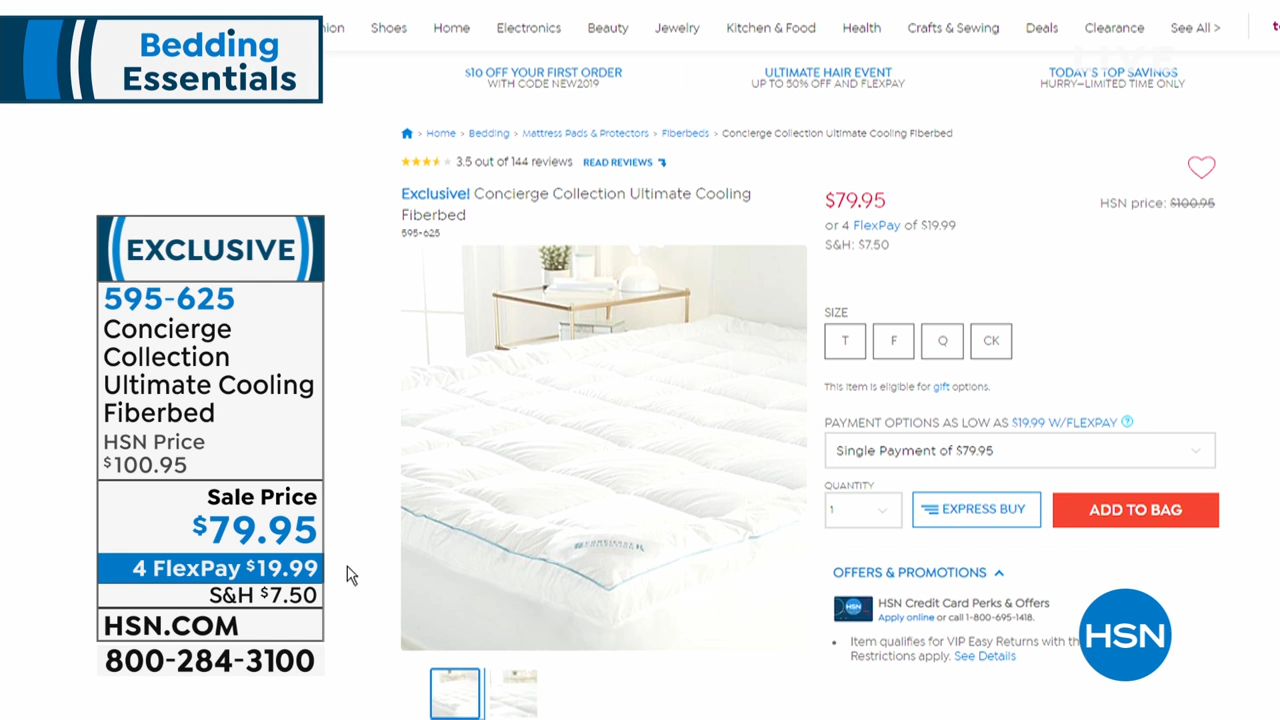 Bedding
Essentials
Shoes
Home
Electronics
Beauty
Jewelry
Kitchen & Food
Health
Crafts & Sewing
Deals
Clearance
See All >
LIVE
$10 OFF YOUR FIRST ORDER
WITH CODE NEW2019
ULTIMATE HAIR EVENT
UP TO 50% OFF AND FLEXPAY
TODAY'S TOP SAVINGS
HURRY—LIMITED TIME ONLY
> Home > Bedding > Mattress Pads & Protectors > Fiberbeds > Concierge Collection Ultimate Cooling Fiberbed
3.5 out of 144 reviews READ REVIEWS
Exclusive! Concierge Collection Ultimate Cooling
Fiberbed
595-625
$79.95
HSN price: $100.95
or 4 FlexPay of $19.99
S&H: $7.50
SIZE
T
F
Q
CK
This item is eligible for gift options.
PAYMENT OPTIONS AS LOW AS $19.99 W/FLEXPAY ?
Single Payment of $79.95
QUANTITY
1
EXPRESS BUY
ADD TO BAG
OFFERS & PROMOTIONS
HSN
HSN Credit Card Perks & Offers
Apply online or call 1-800-695-1418.
• Item qualifies for VIP Easy Returns with th
Restrictions apply. See Details
HSN
CONCIERGE
COLLECTION
EXCLUSIVE
595-625
Concierge
Collection
Ultimate Cooling
Fiberbed
HSN Price
$100.95
Sale Price
$79.95
4 FlexPay $19.99
S&H $7.50
HSN.COM
800-284-3100